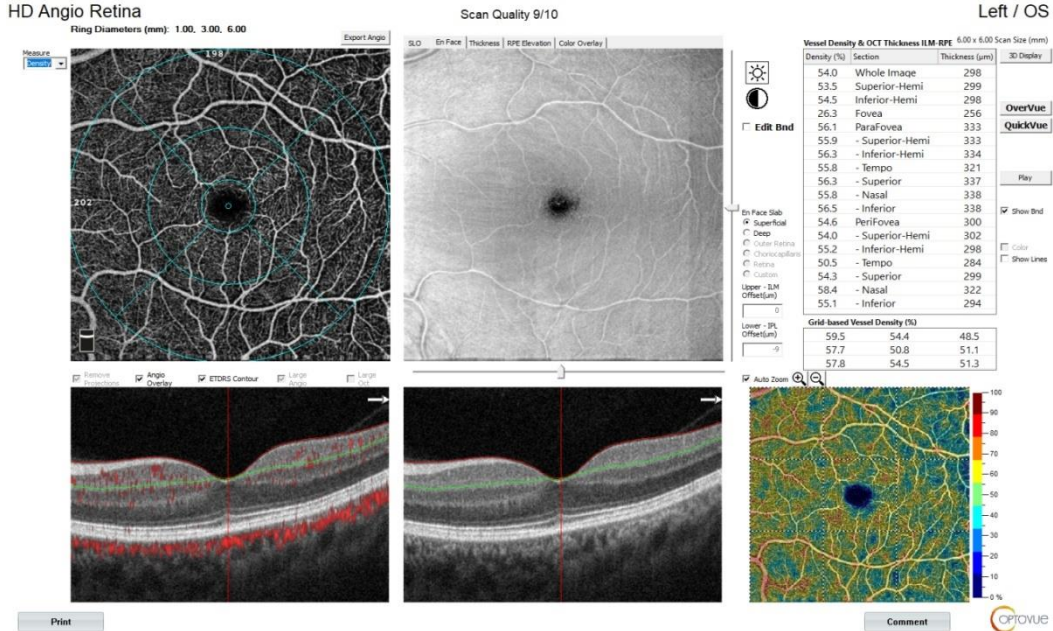 HD Angio Retina
Scan Quality 9/10
Left / OS
Ring Diameters (mm): 1.00, 3.00, 6.00
Export Angio
Measure
Density
198
202
SLO En Face Thickness RPE Elevation Color Overlay
Edit Bnd
En Face Slab
Superficial
Deep
Outer Retina
Choriocapillaris
Retina
Custom
Upper - ILM
Offset(um)
0
Lower - IPL
Offset(um)
-9
Vessel Density & OCT Thickness ILM-RPE 6.00 x 6.00 Scan Size (mm)
Density (%) Section Thickness (µm)
54.0 Whole Image 298
53.5 Superior-Hemi 299
54.5 Inferior-Hemi 298
26.3 Fovea 256
56.1 ParaFovea 333
55.9 - Superior-Hemi 333
56.3 - Inferior-Hemi 334
55.8 - Tempo 321
56.3 - Superior 337
55.8 - Nasal 338
56.5 - Inferior 338
54.6 PeriFovea 300
54.0 - Superior-Hemi 302
55.2 - Inferior-Hemi 298
50.5 - Tempo 284
54.3 - Superior 299
58.4 - Nasal 322
55.1 - Inferior 294
Grid-based Vessel Density (%)
59.5 54.4 48.5
57.7 50.8 51.1
57.8 54.5 51.3
3D Display
OverVue
QuickVue
Play
Show Bnd
Color
Show Lines
Remove Projections
Angio Overlay
ETDRS Contour
Large Angio
Large Oct
Auto Zoom
100
90
80
70
60
50
40
30
20
10
0 %
Print
Comment
OPTOVUE